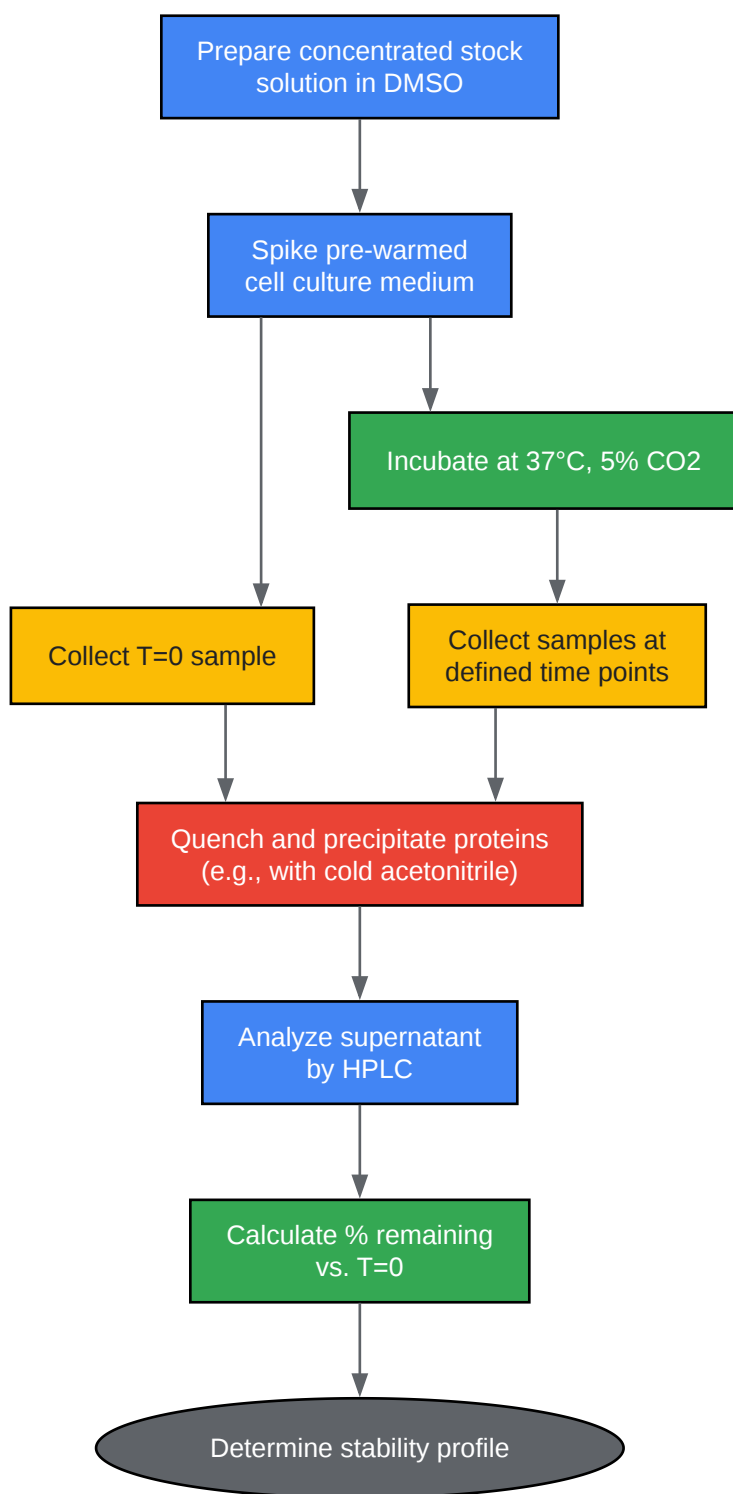 Prepare concentrated stock
solution in DMSO
Spike pre-warmed
cell culture medium
Incubate at 37°C, 5% CO2
Collect T=0 sample
Collect samples at
defined time points
Quench and precipitate proteins
(e.g., with cold acetonitrile)
Analyze supernatant
by HPLC
Calculate % remaining
vs. T=0
Determine stability profile